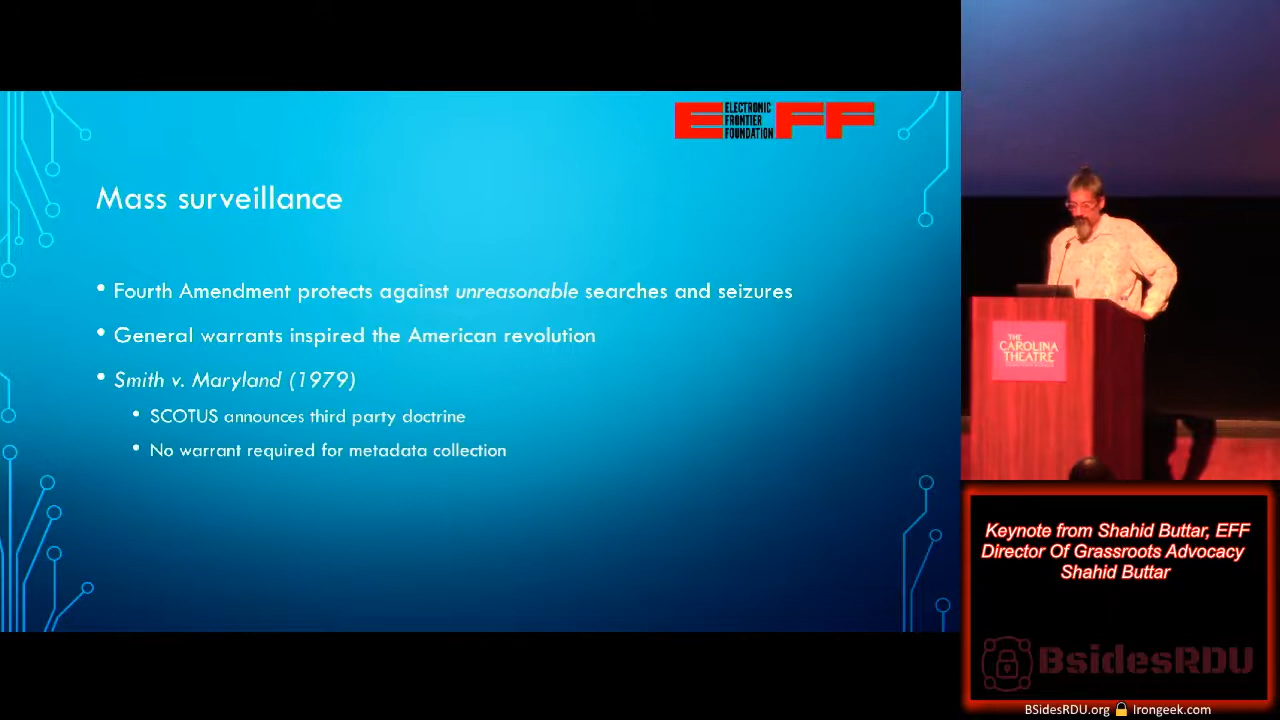 ELECTRONIC
FRONTIER
FOUNDATION
EFF
Mass surveillance
• Fourth Amendment protects against unreasonable searches and seizures
• General warrants inspired the American revolution
• Smith v. Maryland (1979)
• SCOTUS announces third party doctrine
• No warrant required for metadata collection
THE
CAROLINA
THEATRE
Keynote from Shahid Buttar, EFF
Director Of Grassroots Advocacy
Shahid Buttar
BsidesRDU
BSidesRDU.org Irongeek.com